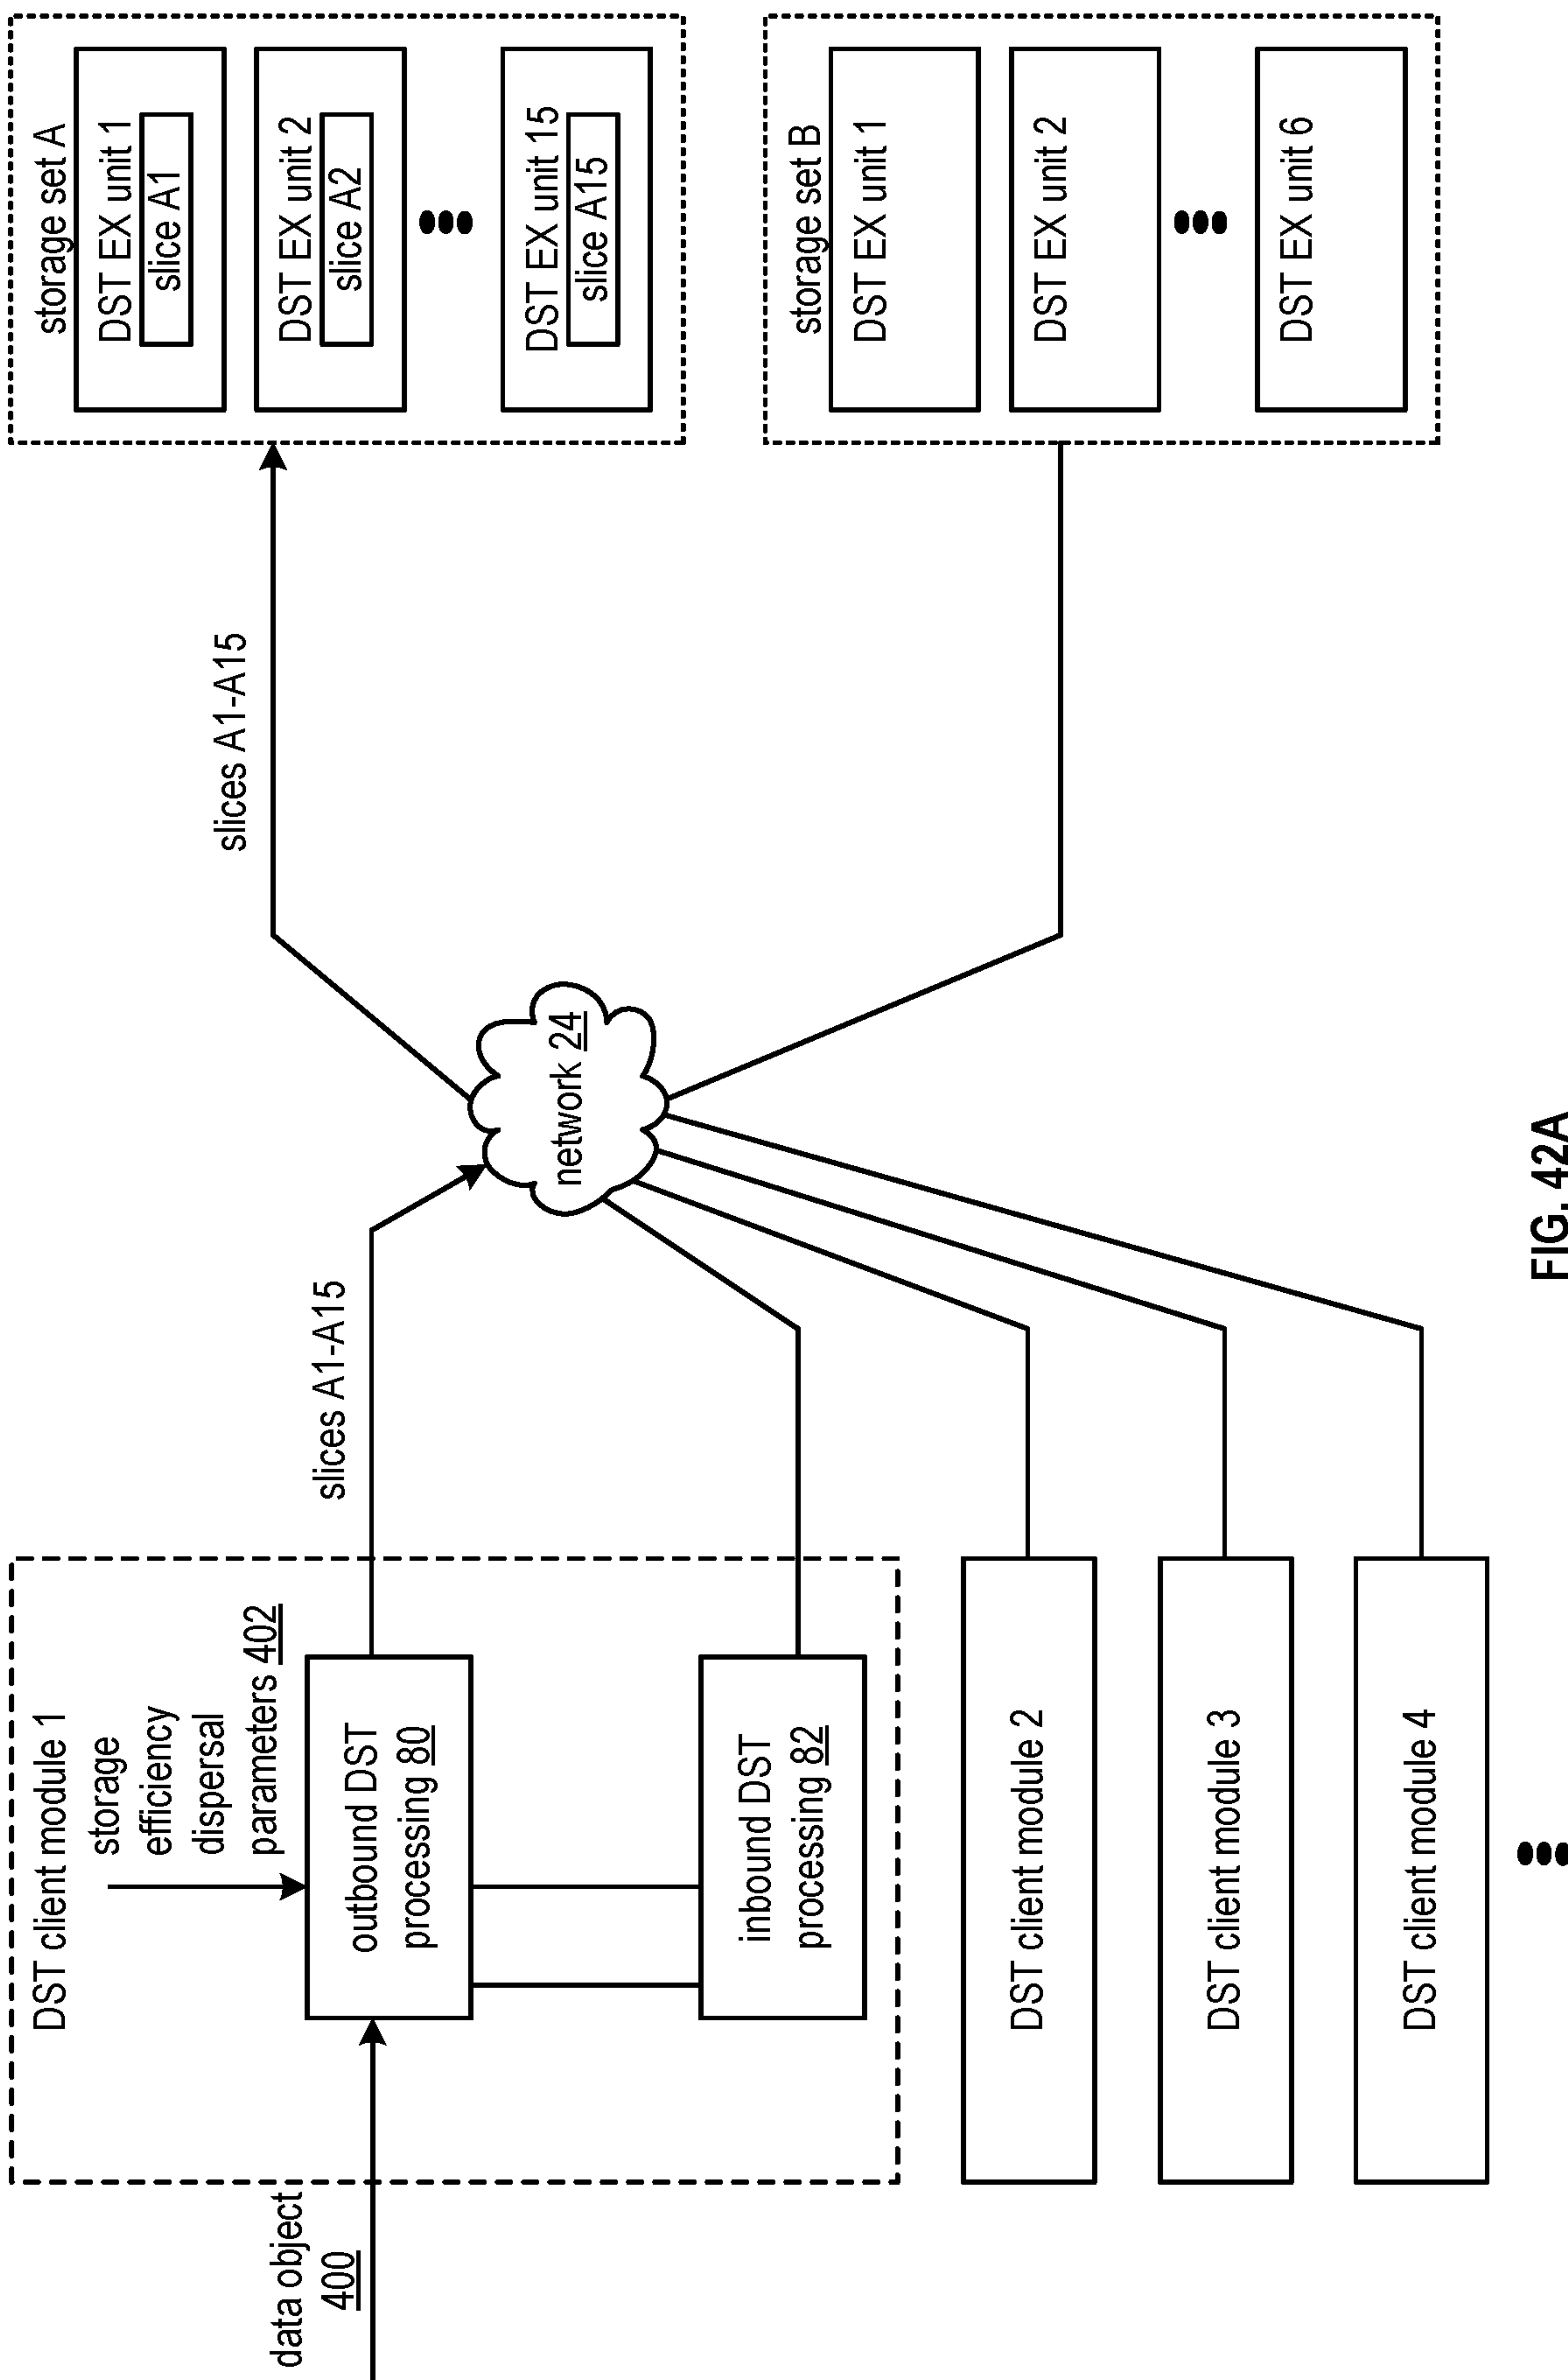 DST client module 1
storage
efficiency
dispersal
parameters 402
data object
400
outbound DST
processing 80
inbound DST
processing 82
DST client module 2
DST client module 3
DST client module 4
slices A1-A15
network 24
slices A1-A15
storage set A
DST EX unit 1
slice A1
DST EX unit 2
slice A2
DST EX unit 15
slice A15
storage set B
DST EX unit 1
DST EX unit 2
DST EX unit 6
FIG. 42A